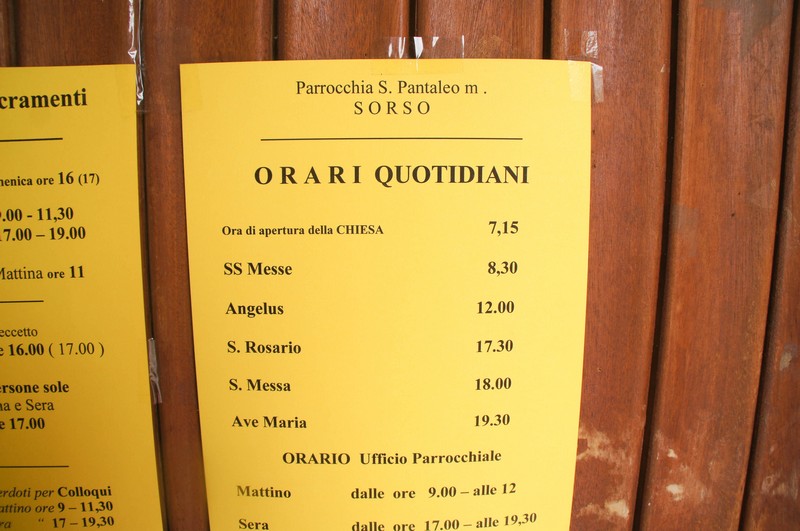 cramenti
menica ore 16 (17)
9.00 - 11,30
17.00 – 19.00
Mattina ore 11
eccetto
e 16.00 ( 17.00 )
ersone sole
na e Sera
e 17.00
erdoti per Colloqui
attino ore 9 – 11,30
ra “ 17 – 19,30
Parrocchia S. Pantaleo m .
S O R S O
O R A R I QUOTIDIANI
Ora di apertura della CHIESA 7,15
SS Messe 8,30
Angelus 12.00
S. Rosario 17.30
S. Messa 18.00
Ave Maria 19.30
ORARIO Ufficio Parrocchiale
Mattino dalle ore 9.00 – alle 12
Sera dalle ore 17.00 – alle 19,30